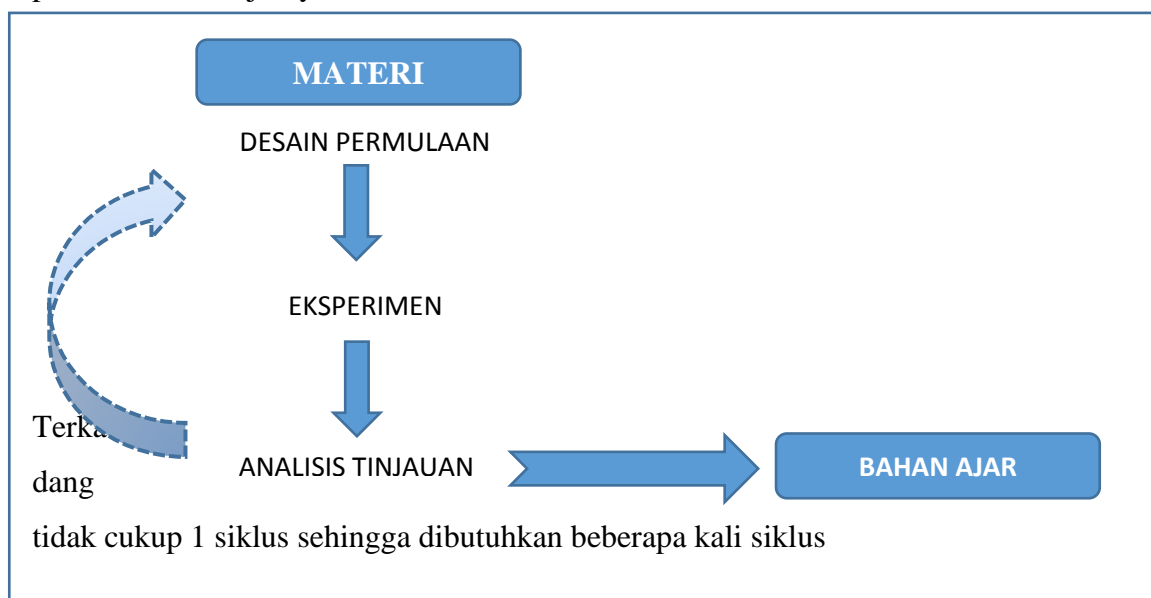 MATERI
DESAIN PERMULAAN
EKSPERIMEN
Terka
dang
ANALISIS TINJAUAN
BAHAN AJAR
tidak cukup 1 siklus sehingga dibutuhkan beberapa kali siklus